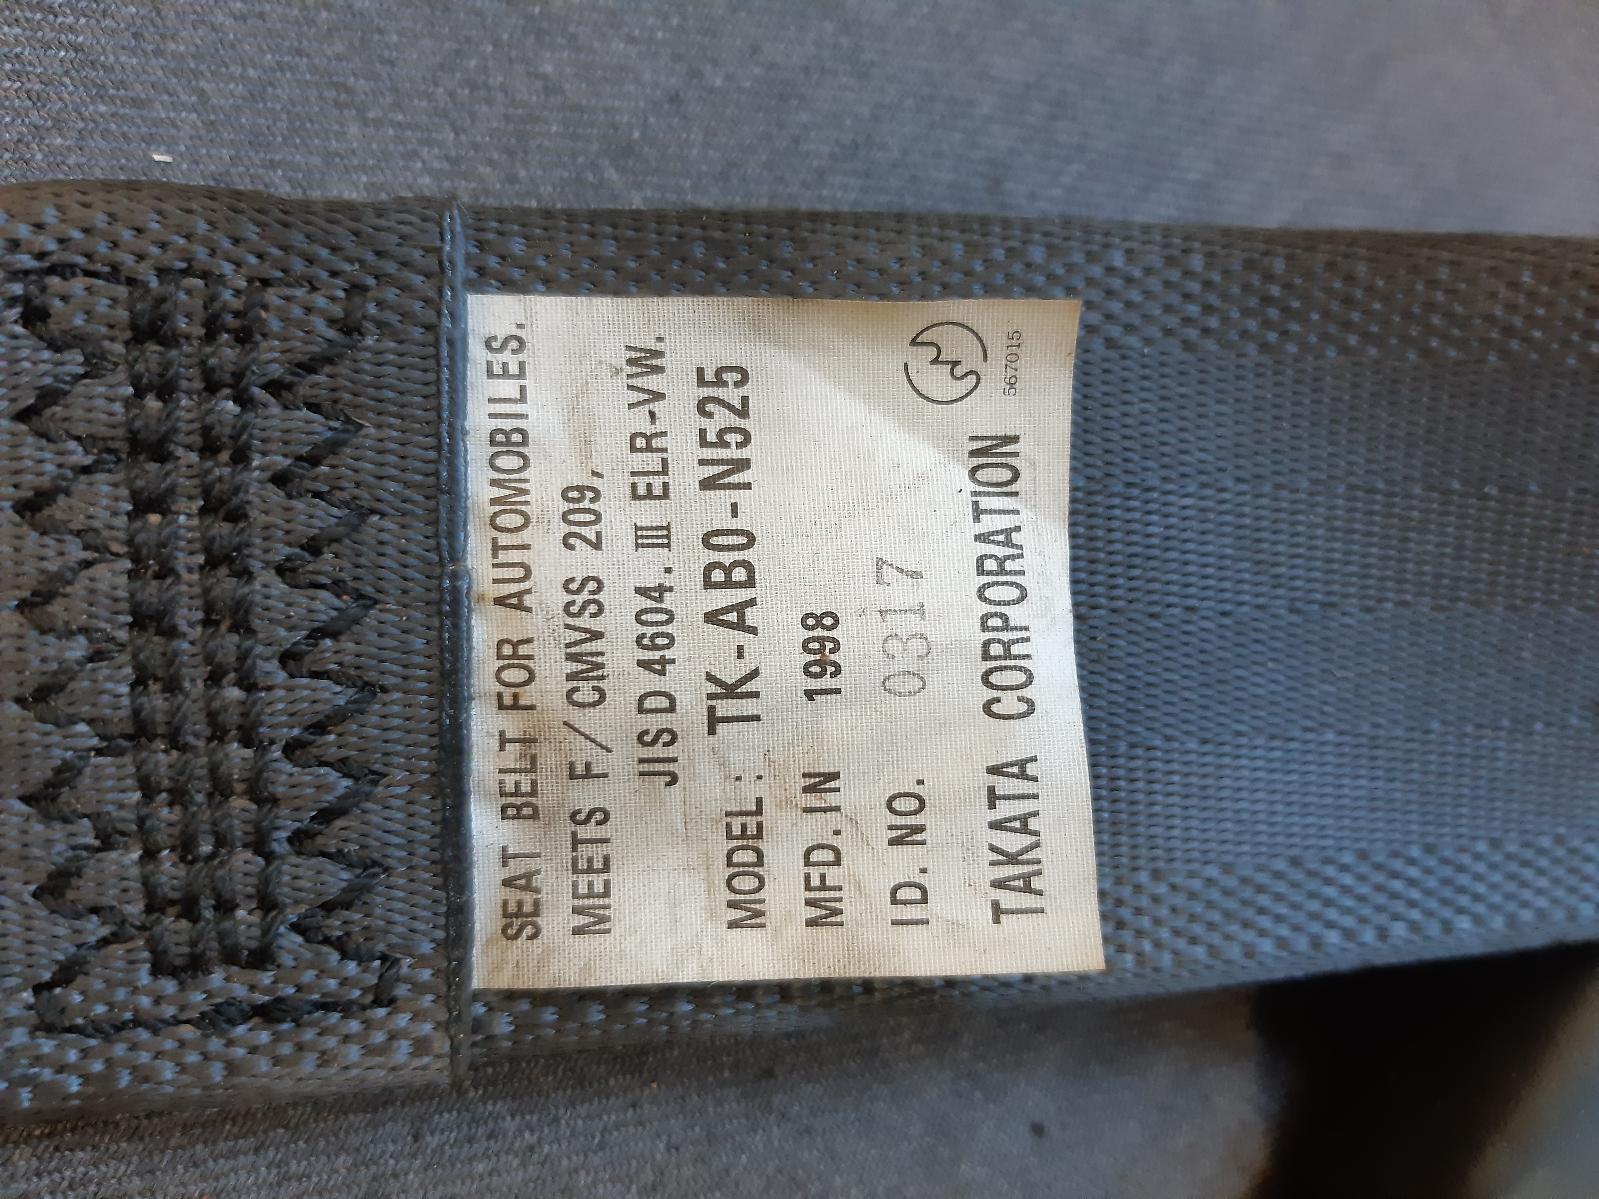 SEAT BELT FOR AUTOMOBILES.
MEETS F/CMVSS 209,
JIS D 4604. III ELR-VW.
MODEL: TK-AB0-N525
MFD. IN 1998
ID. NO. 0317
TAKATA CORPORATION
567015